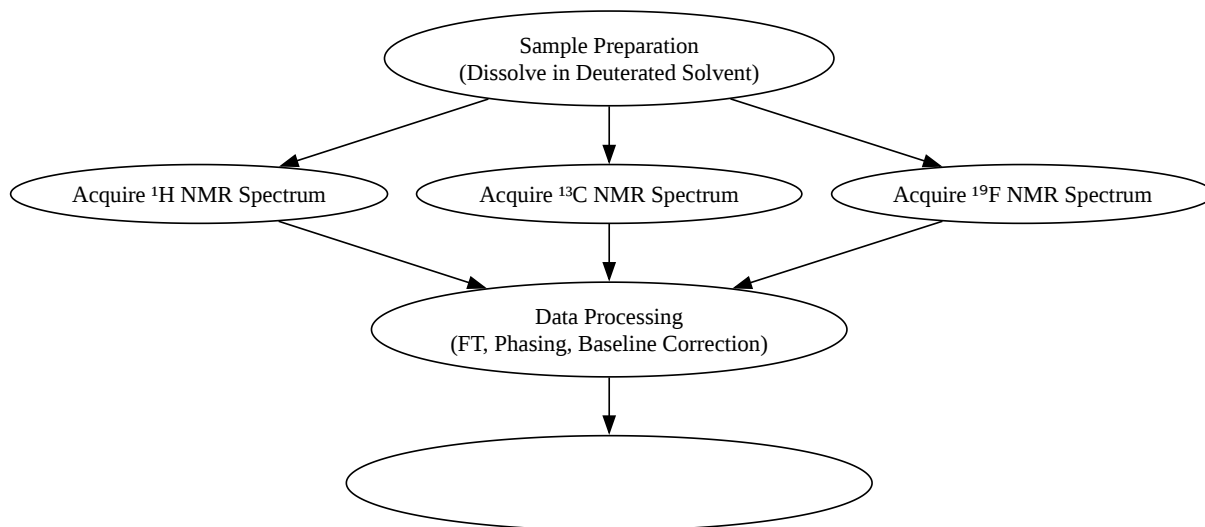 Sample Preparation
(Dissolve in Deuterated Solvent)
Acquire ¹H NMR Spectrum
Acquire ¹³C NMR Spectrum
Acquire ¹⁹F NMR Spectrum
Data Processing
(FT, Phasing, Baseline Correction)